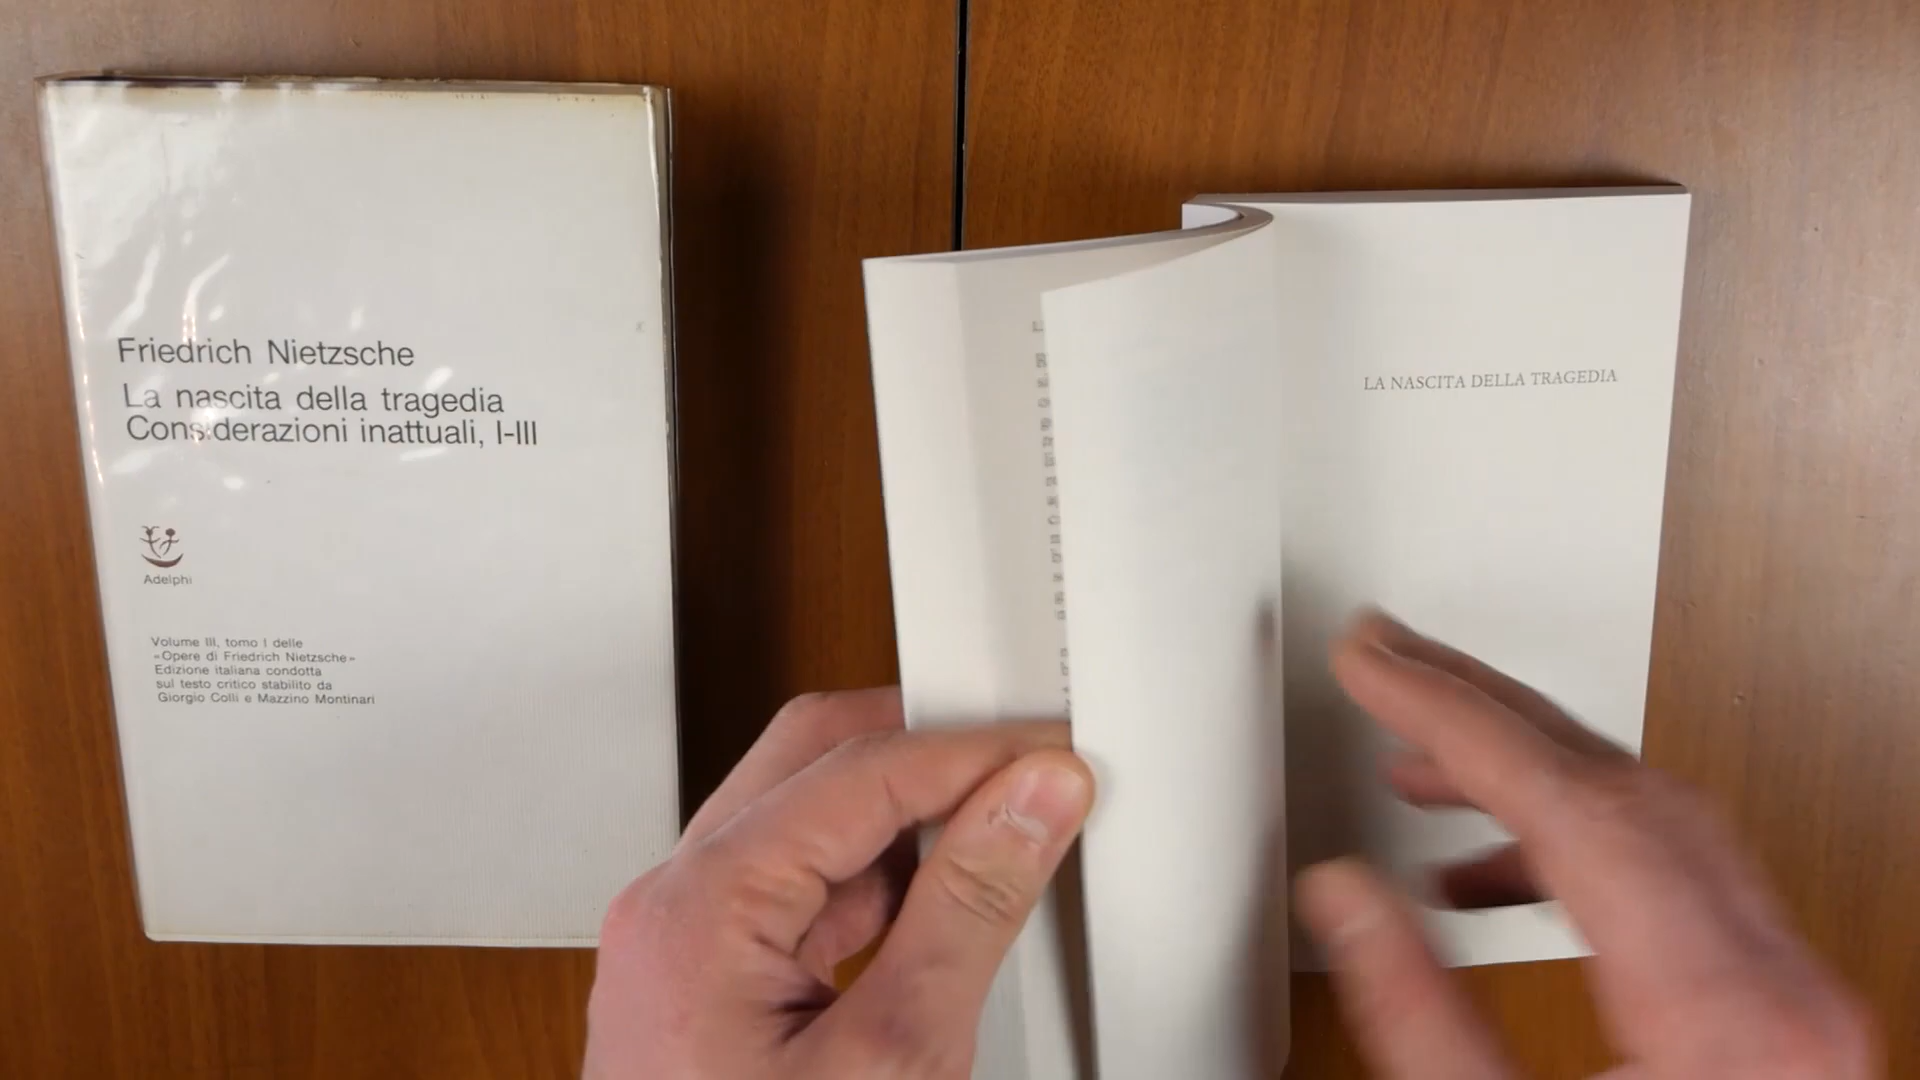 Friedrich Nietzsche
La nascita della tragedia
Considerazioni inattuali, I-III
Adelphi
Volume III, tomo I delle
«Opere di Friedrich Nietzsche»
Edizione italiana condotta
sul testo critico stabilito da
Giorgio Colli e Mazzino Montinari
LA NASCITA DELLA TRAGEDIA